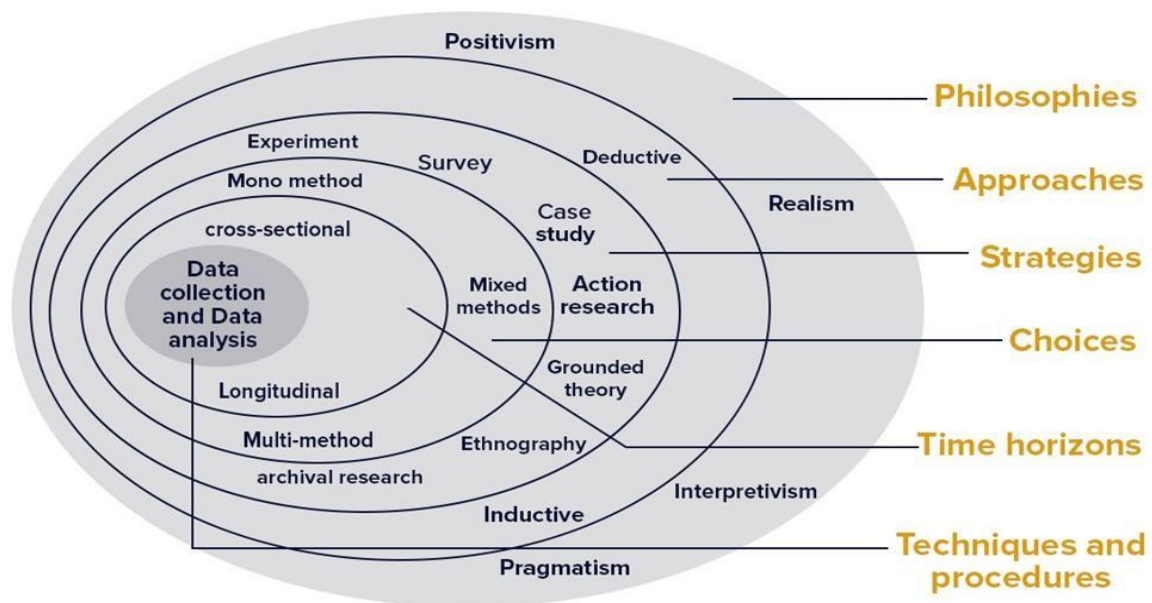 Positivism
Philosophies
Experiment
Survey
Deductive
Mono method
Approaches
Realism
cross-sectional
Case
study
Strategies
Data
collection
and Data
analysis
Mixed
methods
Action
research
Choices
Grounded
theory
Longitudinal
Multi-method
Ethnography
Time horizons
archival research
Interpretivism
Inductive
Techniques and
procedures
Pragmatism